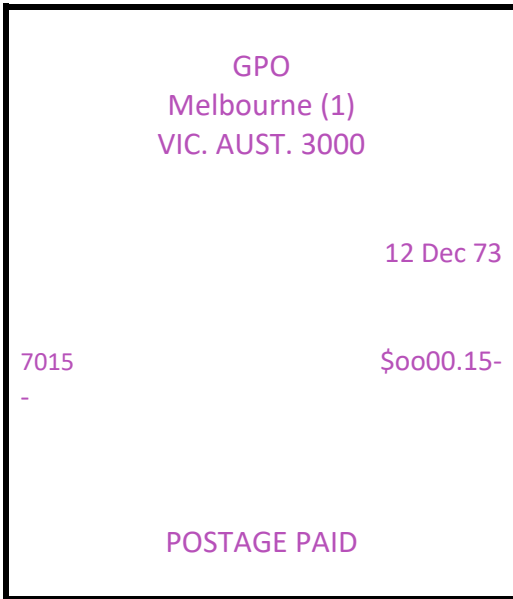 GPO
Melbourne (1)
VIC. AUST. 3000
12 Dec 73
7015 $oo00.15-
-
POSTAGE PAID